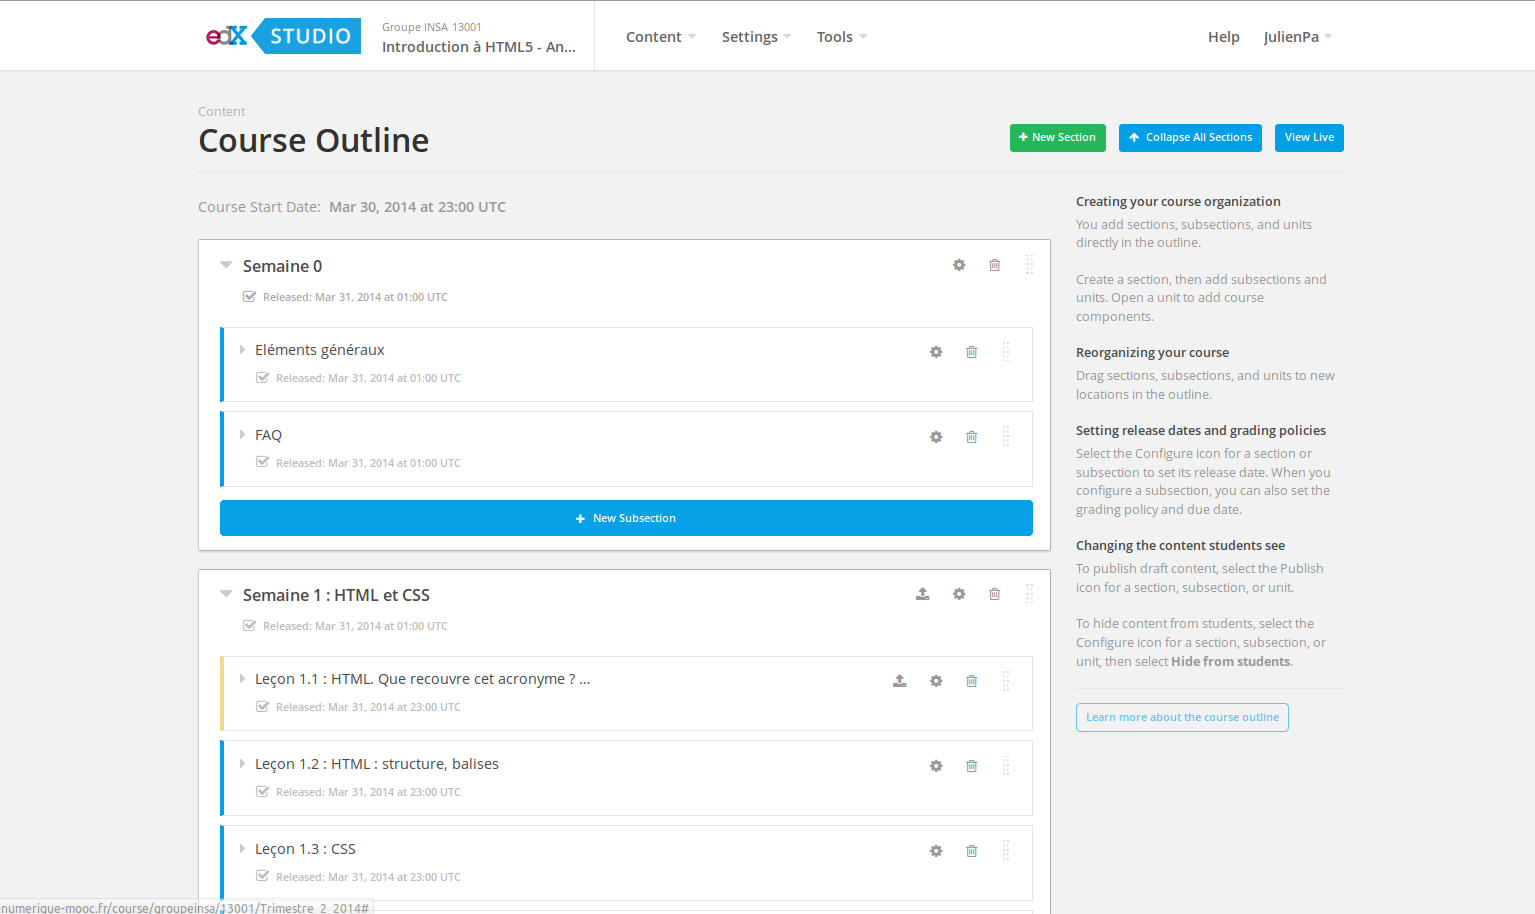 edX STUDIO
Groupe INSA 13001
Introduction à HTML5 - An...
Content
Settings
Tools
Help
JulienPa
Content
Course Outline
New Section
Collapse All Sections
View Live
Course Start Date: Mar 30, 2014 at 23:00 UTC
Semaine 0
Released: Mar 31, 2014 at 01:00 UTC
Eléments généraux
Released: Mar 31, 2014 at 01:00 UTC
FAQ
Released: Mar 31, 2014 at 01:00 UTC
New Subsection
Semaine 1 : HTML et CSS
Released: Mar 31, 2014 at 01:00 UTC
Leçon 1.1 : HTML. Que recouvre cet acronyme ? ...
Released: Mar 31, 2014 at 23:00 UTC
Leçon 1.2 : HTML : structure, balises
Released: Mar 31, 2014 at 23:00 UTC
Leçon 1.3 : CSS
Released: Mar 31, 2014 at 23:00 UTC
Creating your course organization
You add sections, subsections, and units
directly in the outline.
Create a section, then add subsections and
units. Open a unit to add course
components.
Reorganizing your course
Drag sections, subsections, and units to new
locations in the outline.
Setting release dates and grading policies
Select the Configure icon for a section or
subsection to set its release date. When you
configure a subsection, you can also set the
grading policy and due date.
Changing the content students see
To publish draft content, select the Publish
icon for a section, subsection, or unit.
To hide content from students, select the
Configure icon for a section, subsection, or
unit, then select Hide from students.
Learn more about the course outline
numerique-mooc.fr/course/groupeinsa/13001/Trimestre_2_2014#